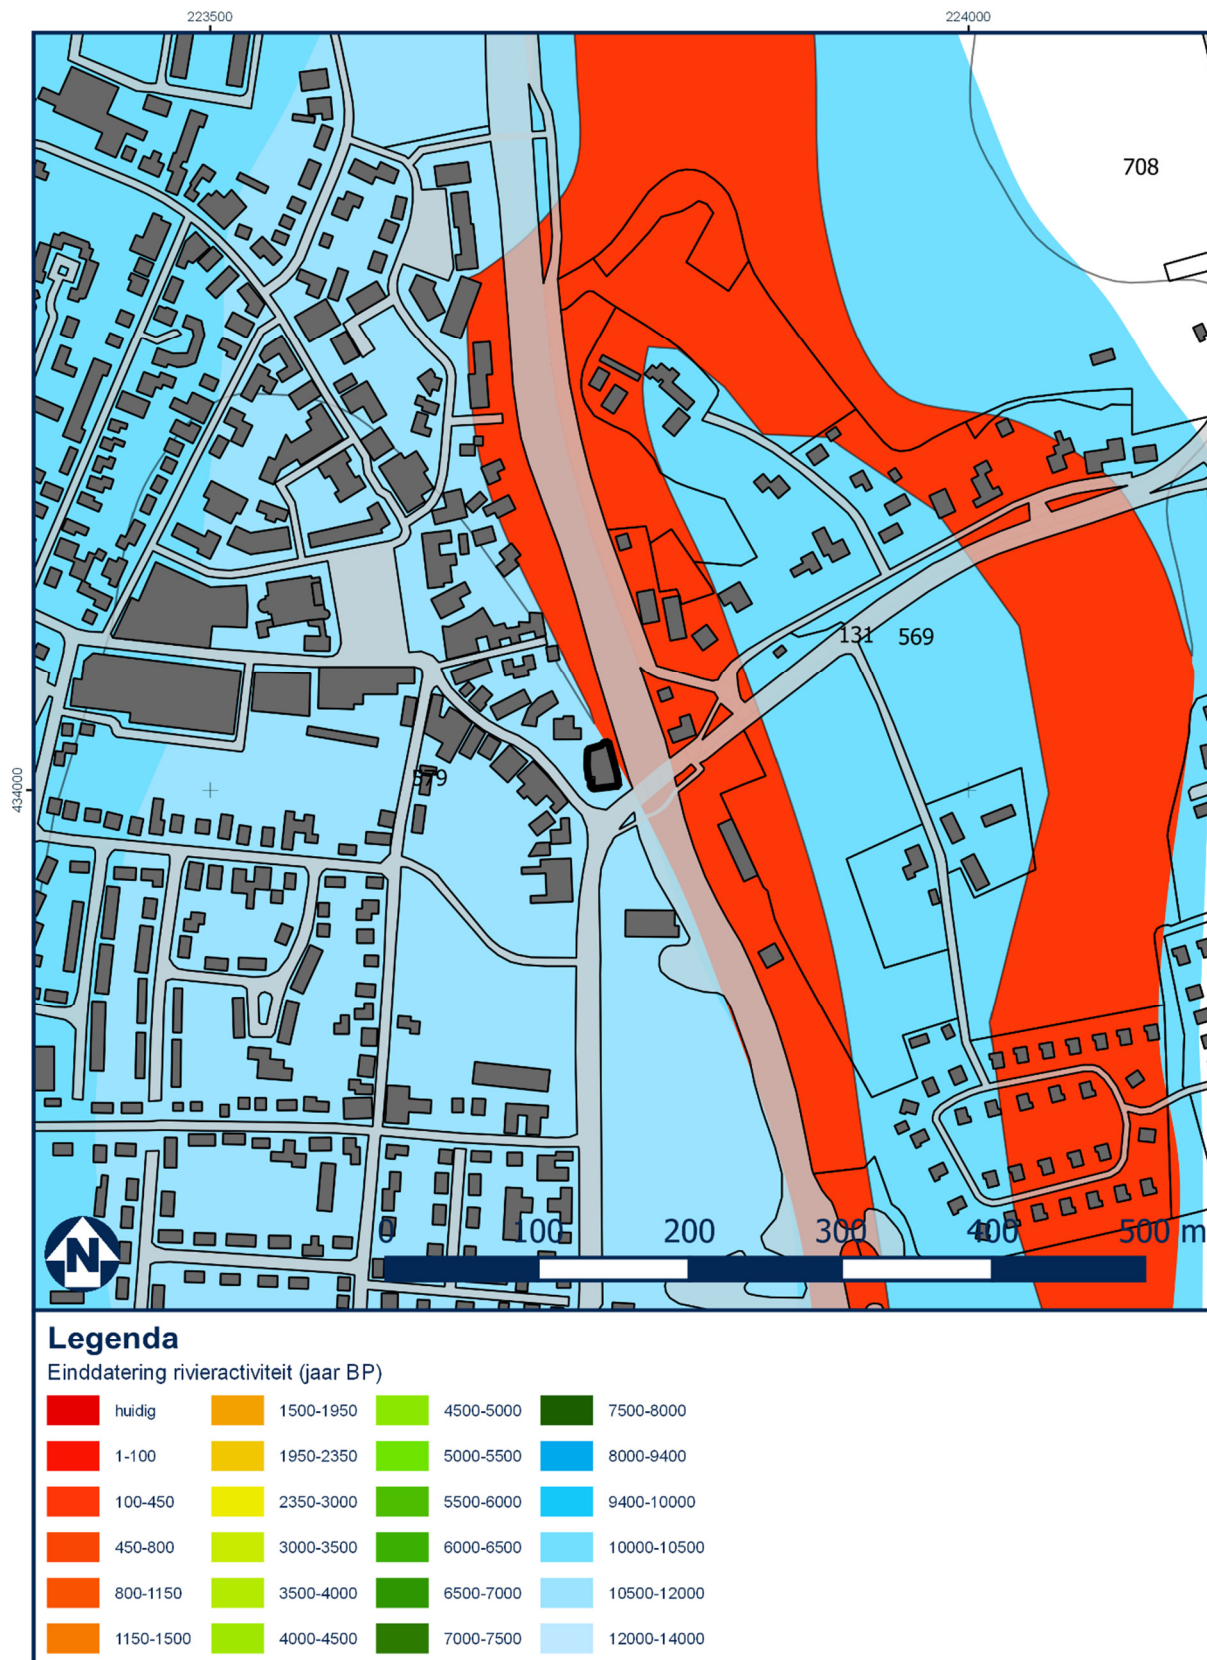 223500 224000
708
131 569
434000
579
N
0 100 200 300 400 500 m
Legenda
Einddatering rivieractiviteit (jaar BP)
huidig 1500-1950 4500-5000 7500-8000
1-100 1950-2350 5000-5500 8000-9400
100-450 2350-3000 5500-6000 9400-10000
450-800 3000-3500 6000-6500 10000-10500
800-1150 3500-4000 6500-7000 10500-12000
1150-1500 4000-4500 7000-7500 12000-14000